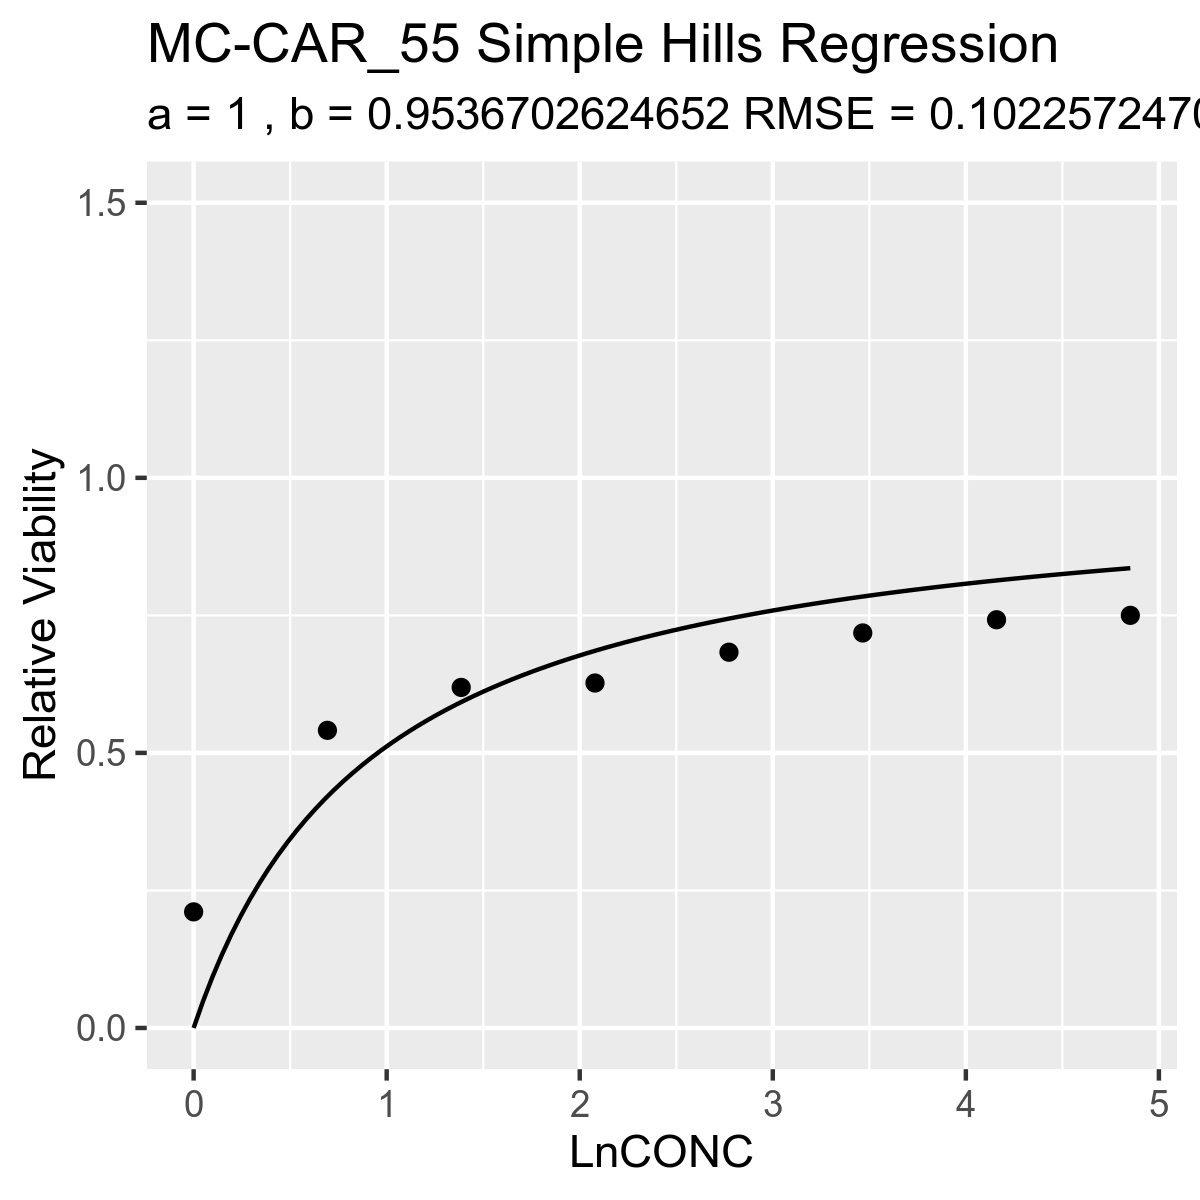 MC-CAR_55 Simple Hills Regression
a = 1 , b = 0.9536702624652 RMSE = 0.102257247
1.5
1.0
0.5
0.0
Relative Viability
0 1 2 3 4 5
LnCONC